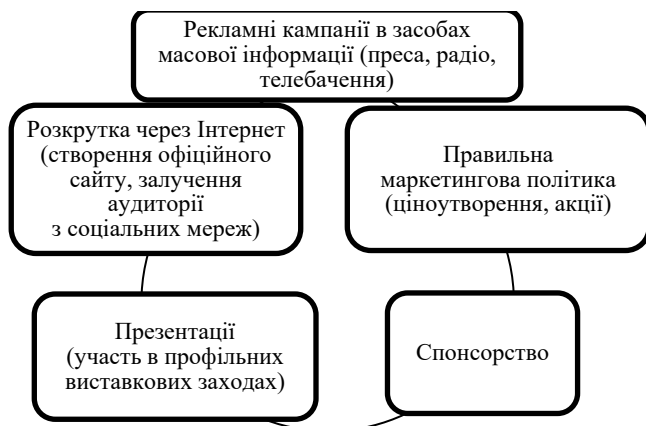 Рекламні кампанії в засобах
масової інформації (преса, радіо,
телебачення)
Розкрутка через Інтернет
(створення офіційного
сайту, залучення
аудиторії
з соціальних мереж)
Правильна
маркетингова політика
(ціноутворення, акції)
Презентації
(участь в профільних
виставкових заходах)
Спонсорство